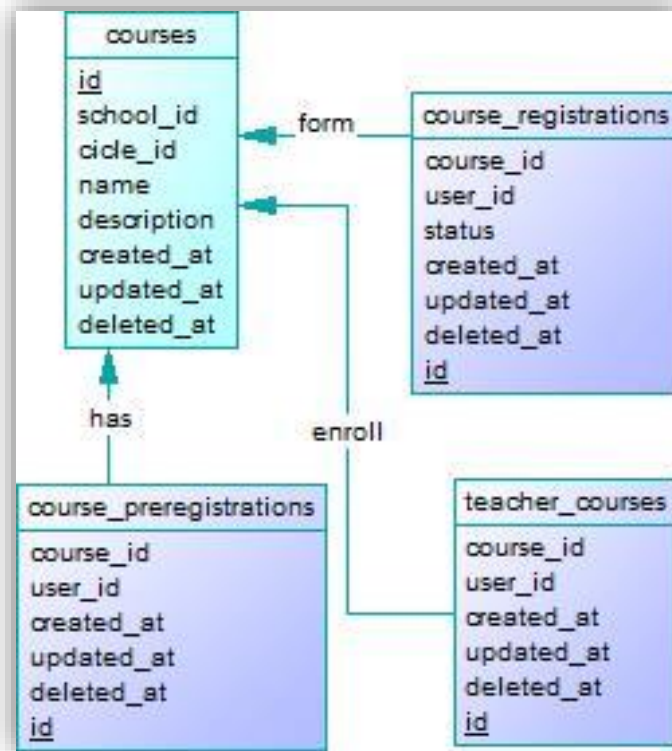 courses
id
school_id
cicle_id
name
description
created_at
updated_at
deleted_at
form
course_registrations
course_id
user_id
status
created_at
updated_at
deleted_at
id
has
enroll
course_preregistrations
course_id
user_id
created_at
updated_at
deleted_at
id
teacher_courses
course_id
user_id
created_at
updated_at
deleted_at
id